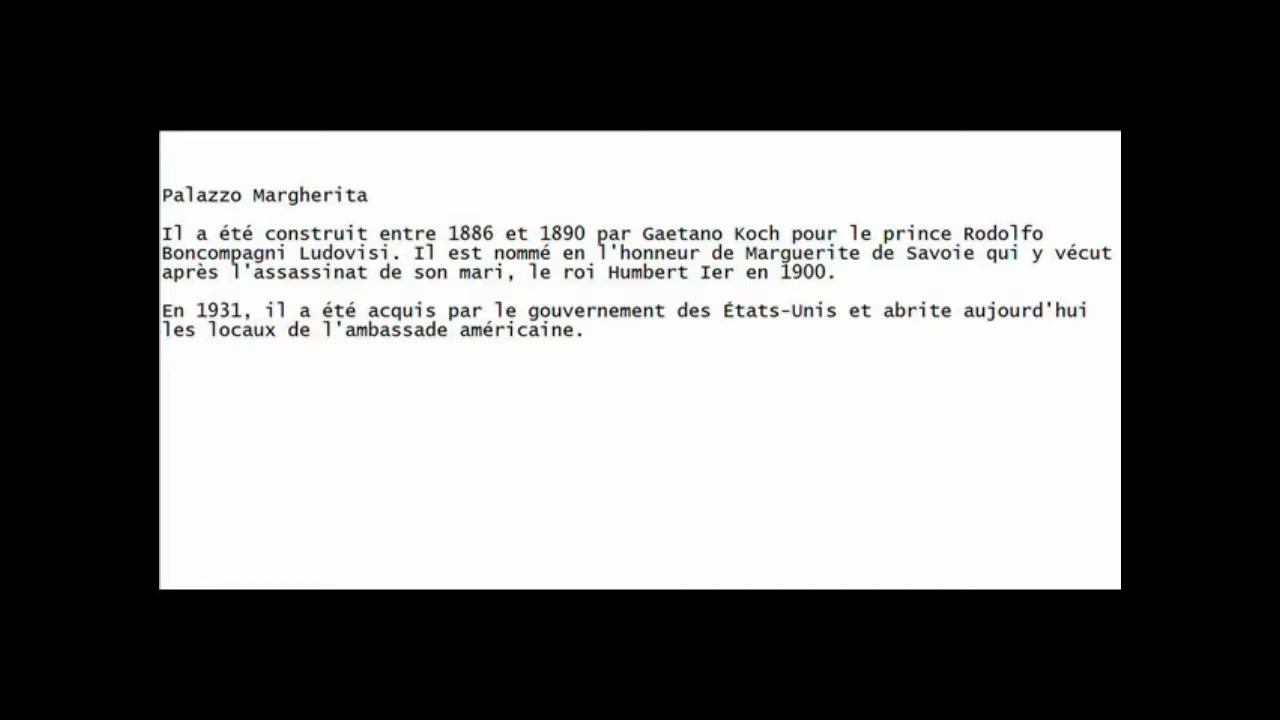 Palazzo Margherita
Il a été construit entre 1886 et 1890 par Gaetano Koch pour le prince Rodolfo
Boncompagni Ludovisi. Il est nommé en l'honneur de Marguerite de Savoie qui y vécut
après l'assassinat de son mari, le roi Humbert Ier en 1900.
En 1931, il a été acquis par le gouvernement des États-Unis et abrite aujourd'hui
les locaux de l'ambassade américaine.